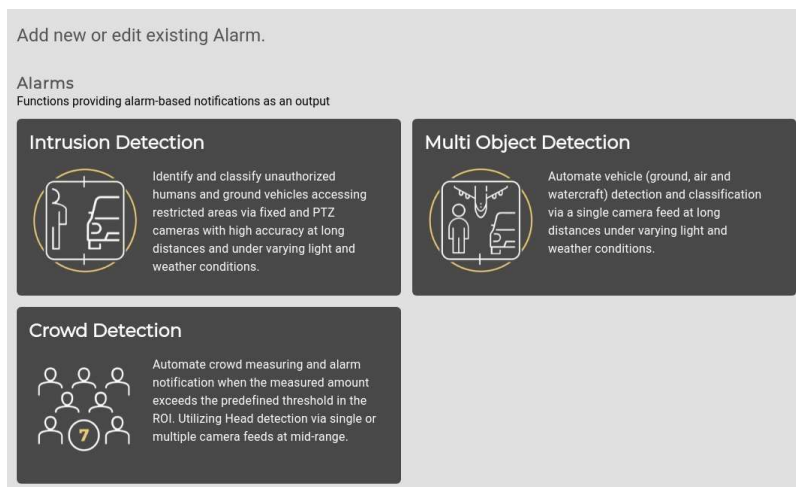 Add new or edit existing Alarm.
Alarms
Functions providing alarm-based notifications as an output
Intrusion Detection
Identify and classify unauthorized
humans and ground vehicles accessing
restricted areas via fixed and PTZ
cameras with high accuracy at long
distances and under varying light and
weather conditions.
Multi Object Detection
Automate vehicle (ground, air and
watercraft) detection and classification
via a single camera feed at long
distances under varying light and
weather conditions.
Crowd Detection
Automate crowd measuring and alarm
notification when the measured amount
exceeds the predefined threshold in the
ROI. Utilizing Head detection via single or
multiple camera feeds at mid-range.
7